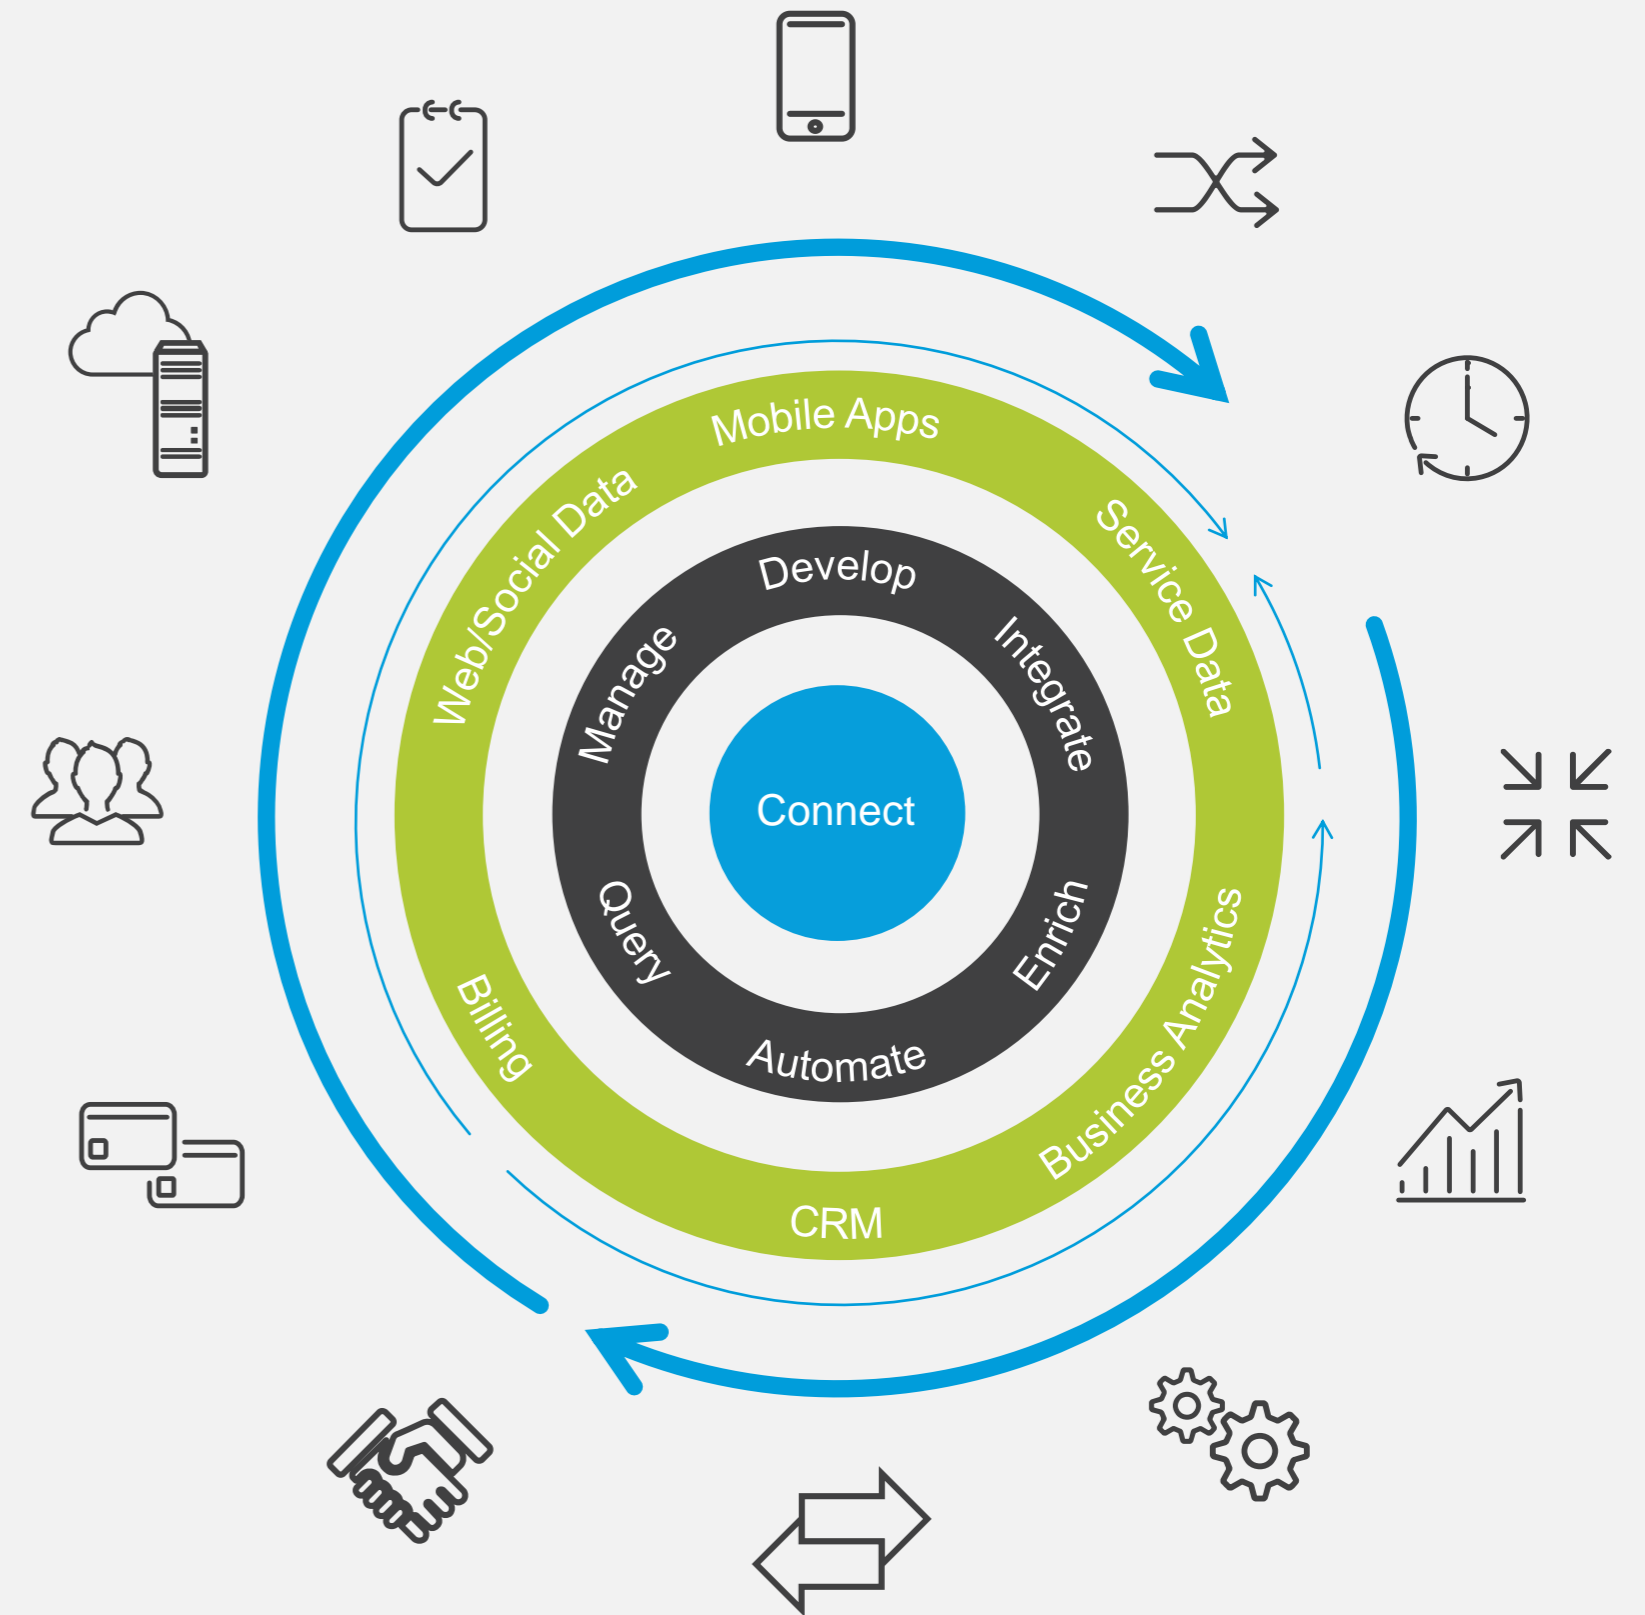 Mobile Apps
Service Data
Business Analytics
CRM
Billing
Web/Social Data
Develop
Integrate
Enrich
Automate
Query
Manage
Connect